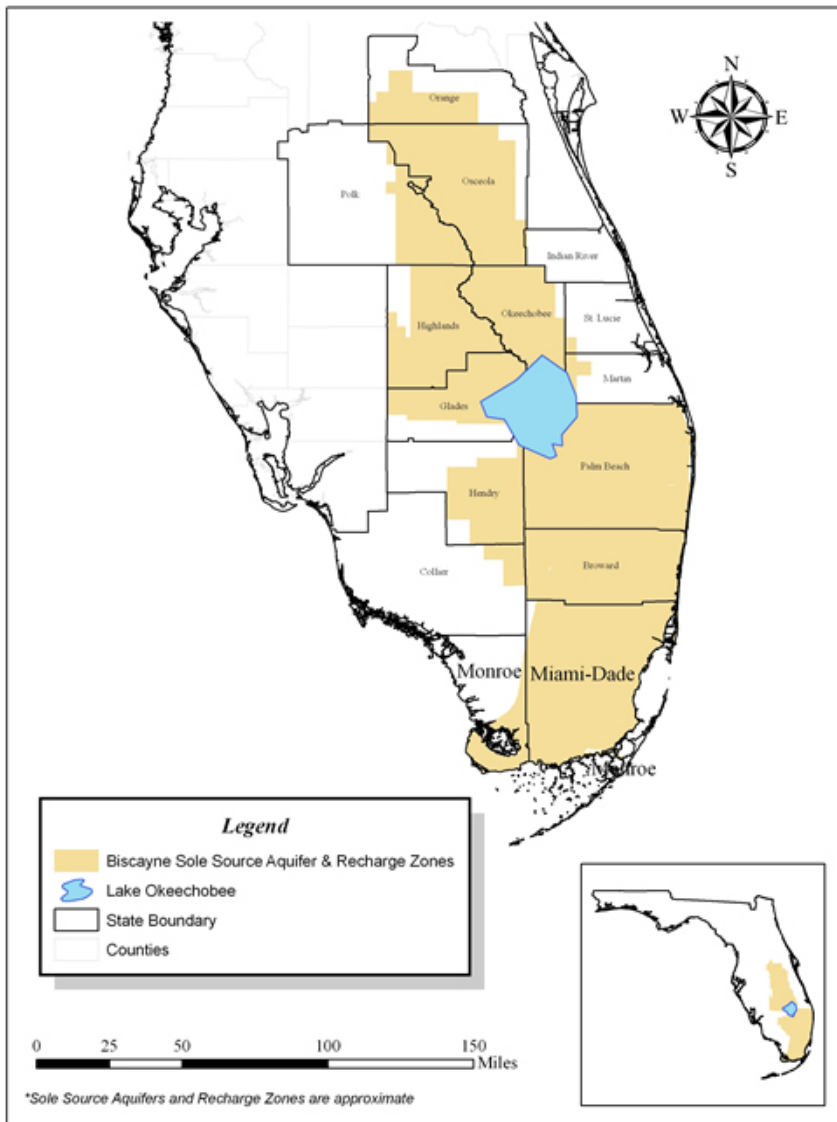 N
W E
S
Orange
Polk
Osceola
Indian River
Highlands
Okeechobee
St. Lucie
Martin
Glades
Palm Beach
Hendry
Collier
Broward
Monroe Miami-Dade
Monroe
Legend
Biscayne Sole Source Aquifer & Recharge Zones
Lake Okeechobee
State Boundary
Counties
0 25 50 100 150
Miles
*Sole Source Aquifers and Recharge Zones are approximate